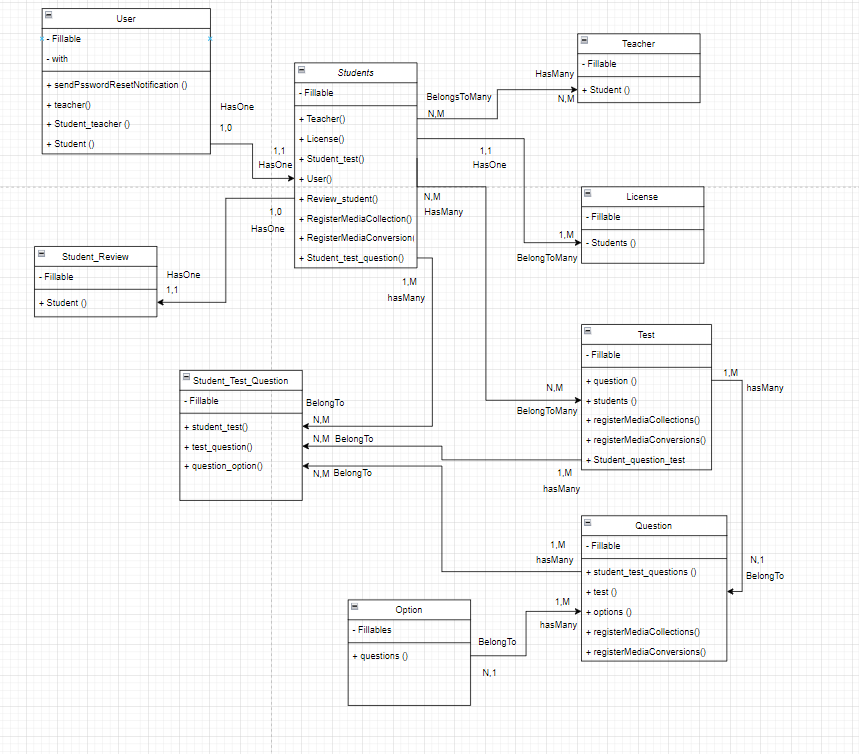 User
- Fillable
- with
+ sendPsswordResetNotification ()
+ teacher()
+ Student_teacher ()
+ Student ()
HasOne
1,0
1,1
HasOne
Students
- Fillable
+ Teacher()
+ License()
+ Student_test()
+ User()
+ Review_student()
+ RegisterMediaCollection()
+ RegisterMediaConversion(
+ Student_test_question()
BelongsToMany
N,M
HasMany
N,M
Teacher
- Fillable
+ Student ()
1,1
HasOne
1,M
BelongToMany
License
- Fillable
- Students ()
N,M
HasMany
1,0
HasOne
HasOne
1,1
Student_Review
- Fillable
+ Student ()
1,M
hasMany
Test
- Fillable
+ question ()
+ students ()
+ registerMediaCollections()
+ registerMediaConversions()
+ Student_question_test
N,M
BelongToMany
1,M
hasMany
Student_Test_Question
- Fillable
+ student_test()
+ test_question()
+ question_option()
BelongTo
N,M
N,M BelongTo
N,M BelongTo
1,M
hasMany
1,M
hasMany
Question
- Fillable
+ student_test_questions ()
+ test ()
+ options ()
+ registerMediaCollections()
+ registerMediaConversions()
N,1
BelongTo
1,M
hasMany
Option
- Fillables
+ questions ()
BelongTo
N,1